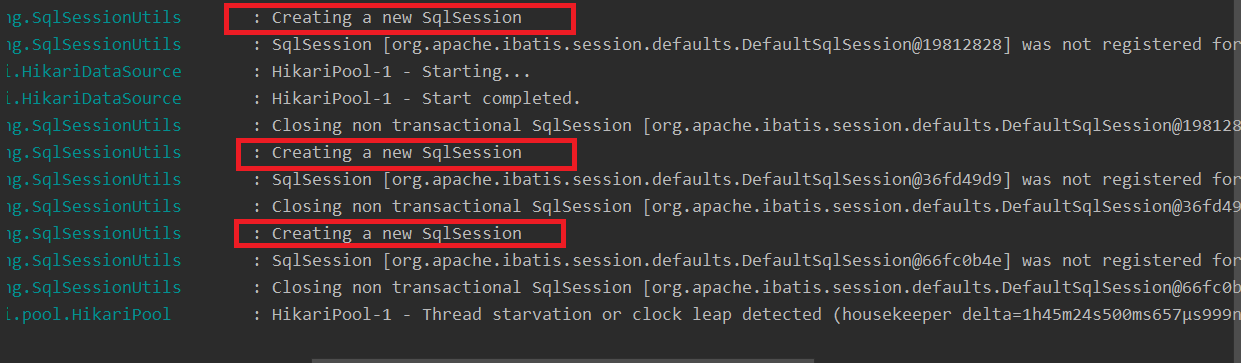 ng.SqlSessionUtils : Creating a new SqlSession
ng.SqlSessionUtils : SqlSession [org.apache.ibatis.session.defaults.DefaultSqlSession@19812828] was not registered for
i.HikariDataSource : HikariPool-1 - Starting...
i.HikariDataSource : HikariPool-1 - Start completed.
ng.SqlSessionUtils : Closing non transactional SqlSession [org.apache.ibatis.session.defaults.DefaultSqlSession@198128
ng.SqlSessionUtils : Creating a new SqlSession
ng.SqlSessionUtils : SqlSession [org.apache.ibatis.session.defaults.DefaultSqlSession@36fd49d9] was not registered for
ng.SqlSessionUtils : Closing non transactional SqlSession [org.apache.ibatis.session.defaults.DefaultSqlSession@36fd49
ng.SqlSessionUtils : Creating a new SqlSession
ng.SqlSessionUtils : SqlSession [org.apache.ibatis.session.defaults.DefaultSqlSession@66fc0b4e] was not registered for
ng.SqlSessionUtils : Closing non transactional SqlSession [org.apache.ibatis.session.defaults.DefaultSqlSession@66fc0b
i.pool.HikariPool : HikariPool-1 - Thread starvation or clock leap detected (housekeeper delta=1h45m24s500ms657µs999n